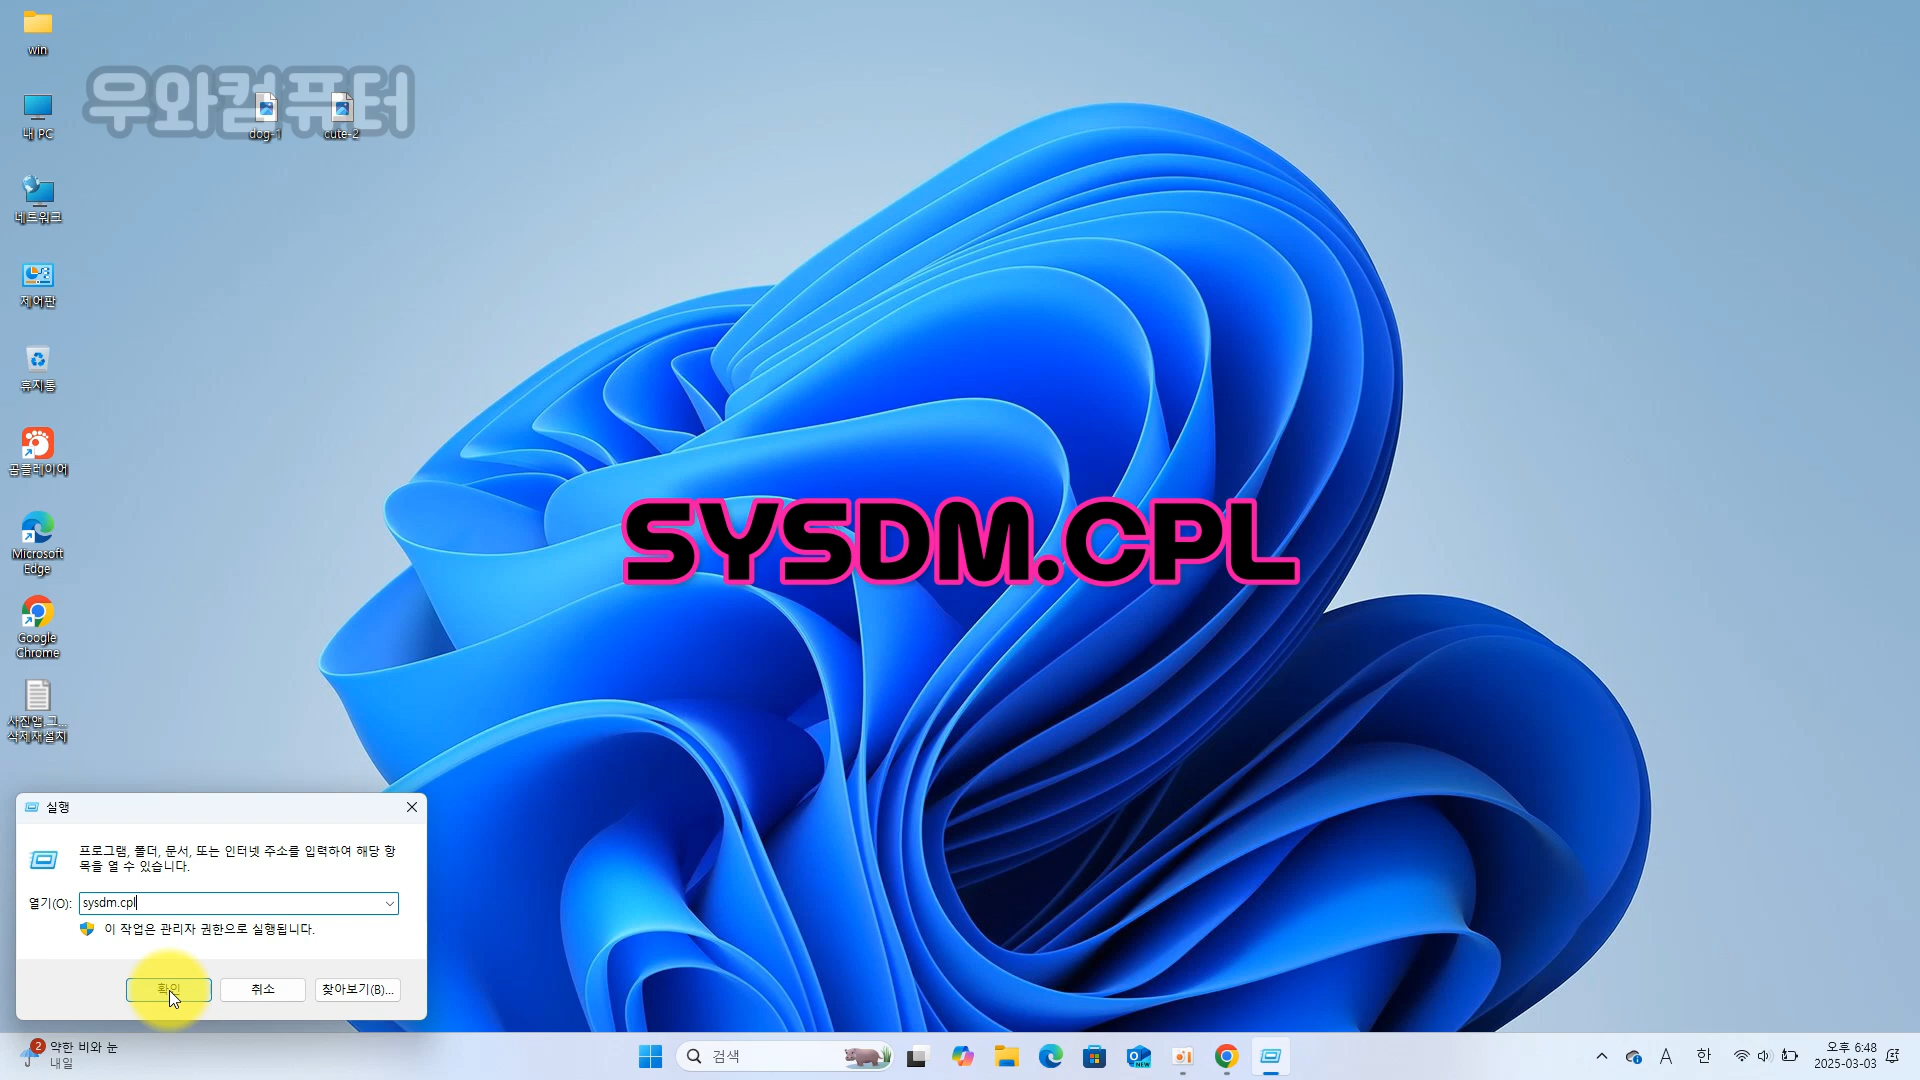 win
우와컴퓨터
내 PC
dog-1
cute-2
네트워크
제어판
휴지통
곰플레이어
Microsoft
Edge
Google
Chrome
사진앱.그...
삭제재설치
SYSDM.CPL
실행
프로그램, 폴더, 문서, 또는 인터넷 주소를 입력하여 해당 항
목을 열 수 있습니다.
열기(O):
sysdm.cpl
이 작업은 관리자 권한으로 실행됩니다.
확인
취소
찾아보기(B)...
2
약한 비와 눈
내일
검색
NEW
A
한
오후 6:48
2025-03-03